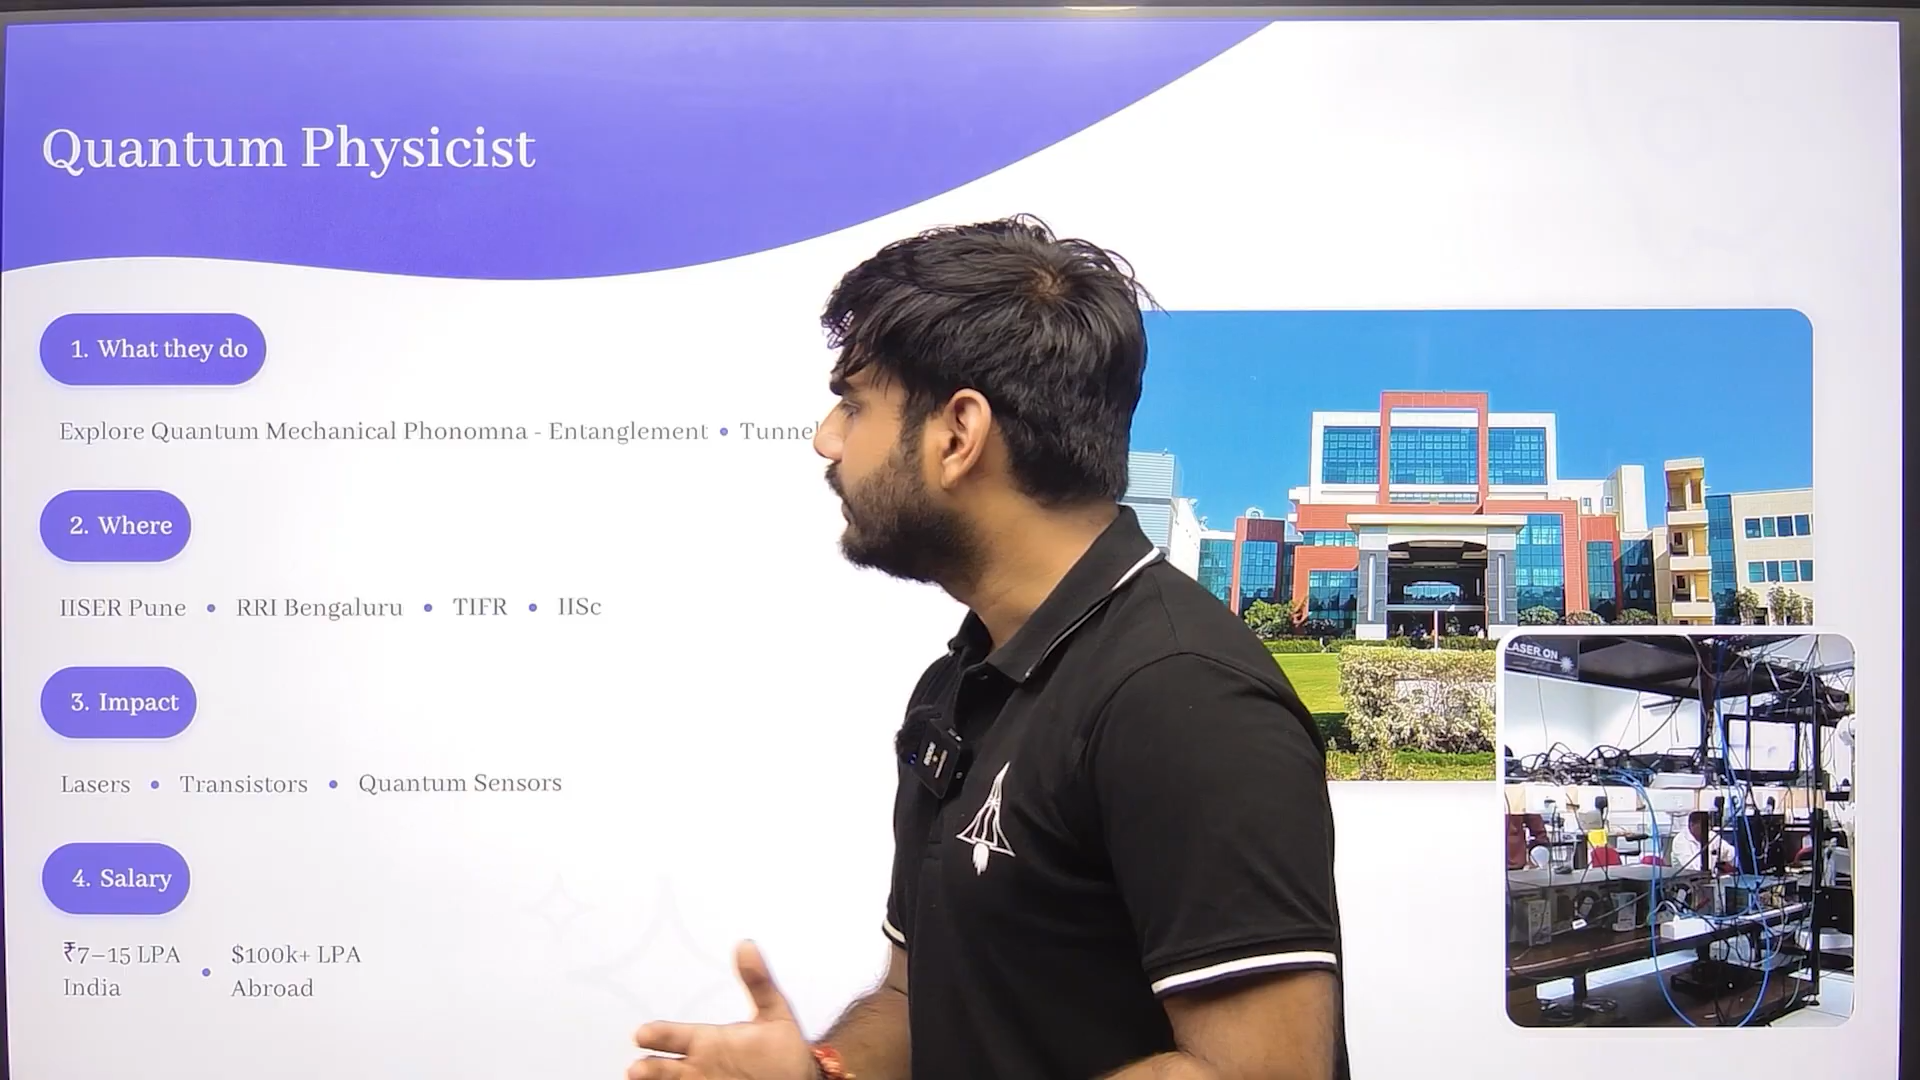 Quantum Physicist
1. What they do
Explore Quantum Mechanical Phonomna - Entanglement •
2. Where
IISER Pune • RRI Bengaluru • TIFR • IISc
3. Impact
Lasers • Transistors • Quantum Sensors
4. Salary
₹7–15 LPA
India
• $100k+ LPA
Abroad
LASER ON